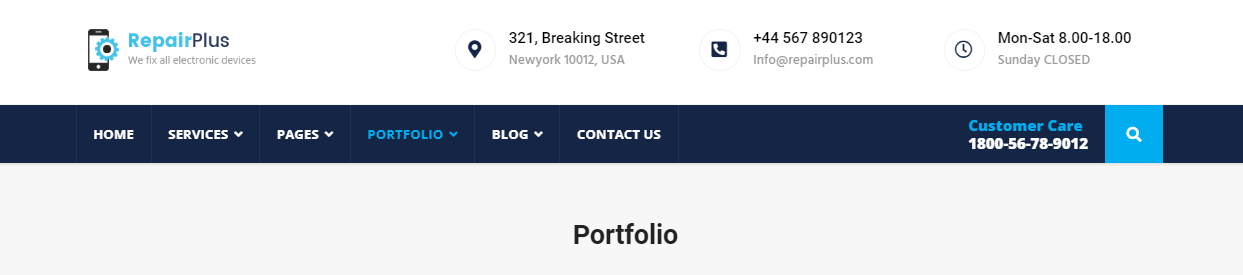 RepairPlus
We fix all electronic devices
321, Breaking Street
Newyork 10012, USA
+44 567 890123
Info@repairplus.com
Mon-Sat 8.00-18.00
Sunday CLOSED
HOME SERVICES PAGES PORTFOLIO BLOG CONTACT US
Customer Care
1800-56-78-9012
Portfolio